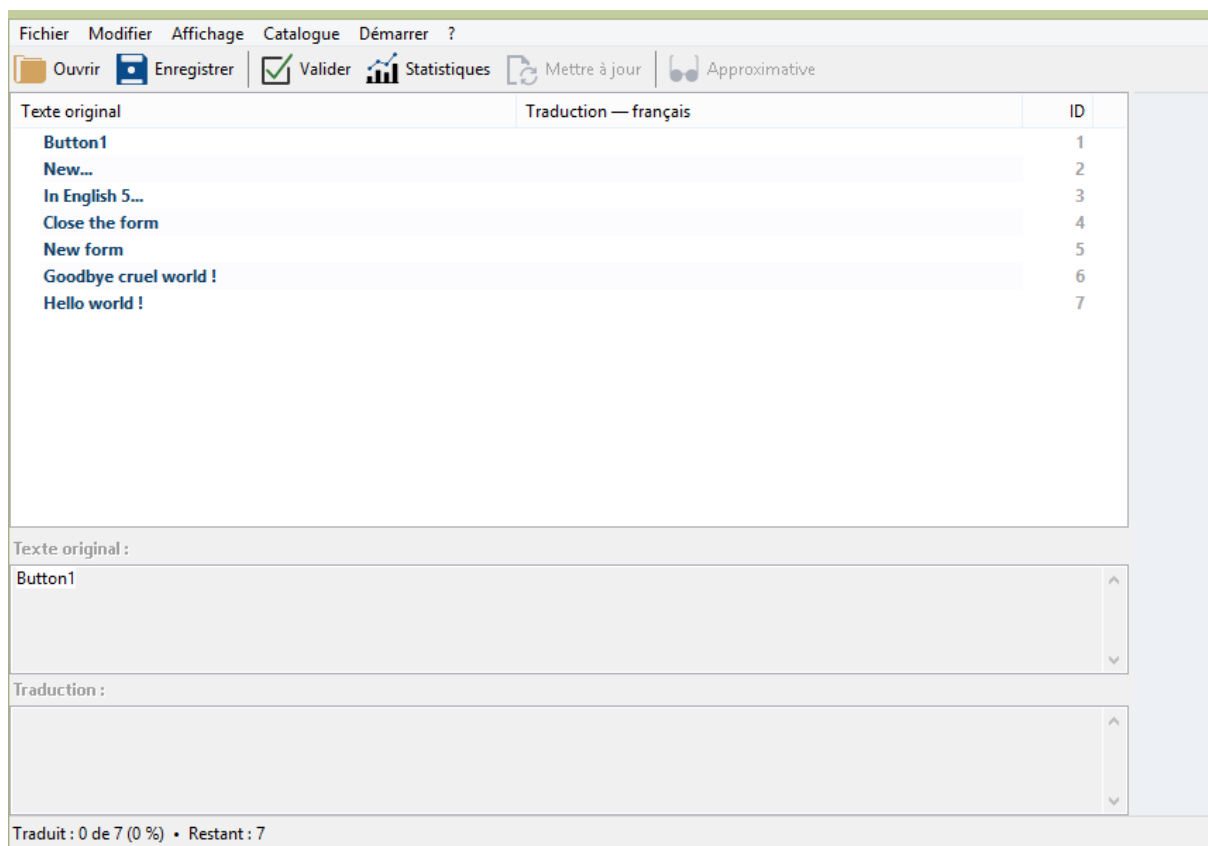 Fichier Modifier Affichage Catalogue Démarrer ?
Ouvrir Enregistrer Valider Statistiques Mettre à jour Approximative
Texte original Traduction — français ID
Button1 1
New... 2
In English 5... 3
Close the form 4
New form 5
Goodbye cruel world ! 6
Hello world ! 7
Texte original :
Button1
Traduction :
Traduit : 0 de 7 (0 %) • Restant : 7